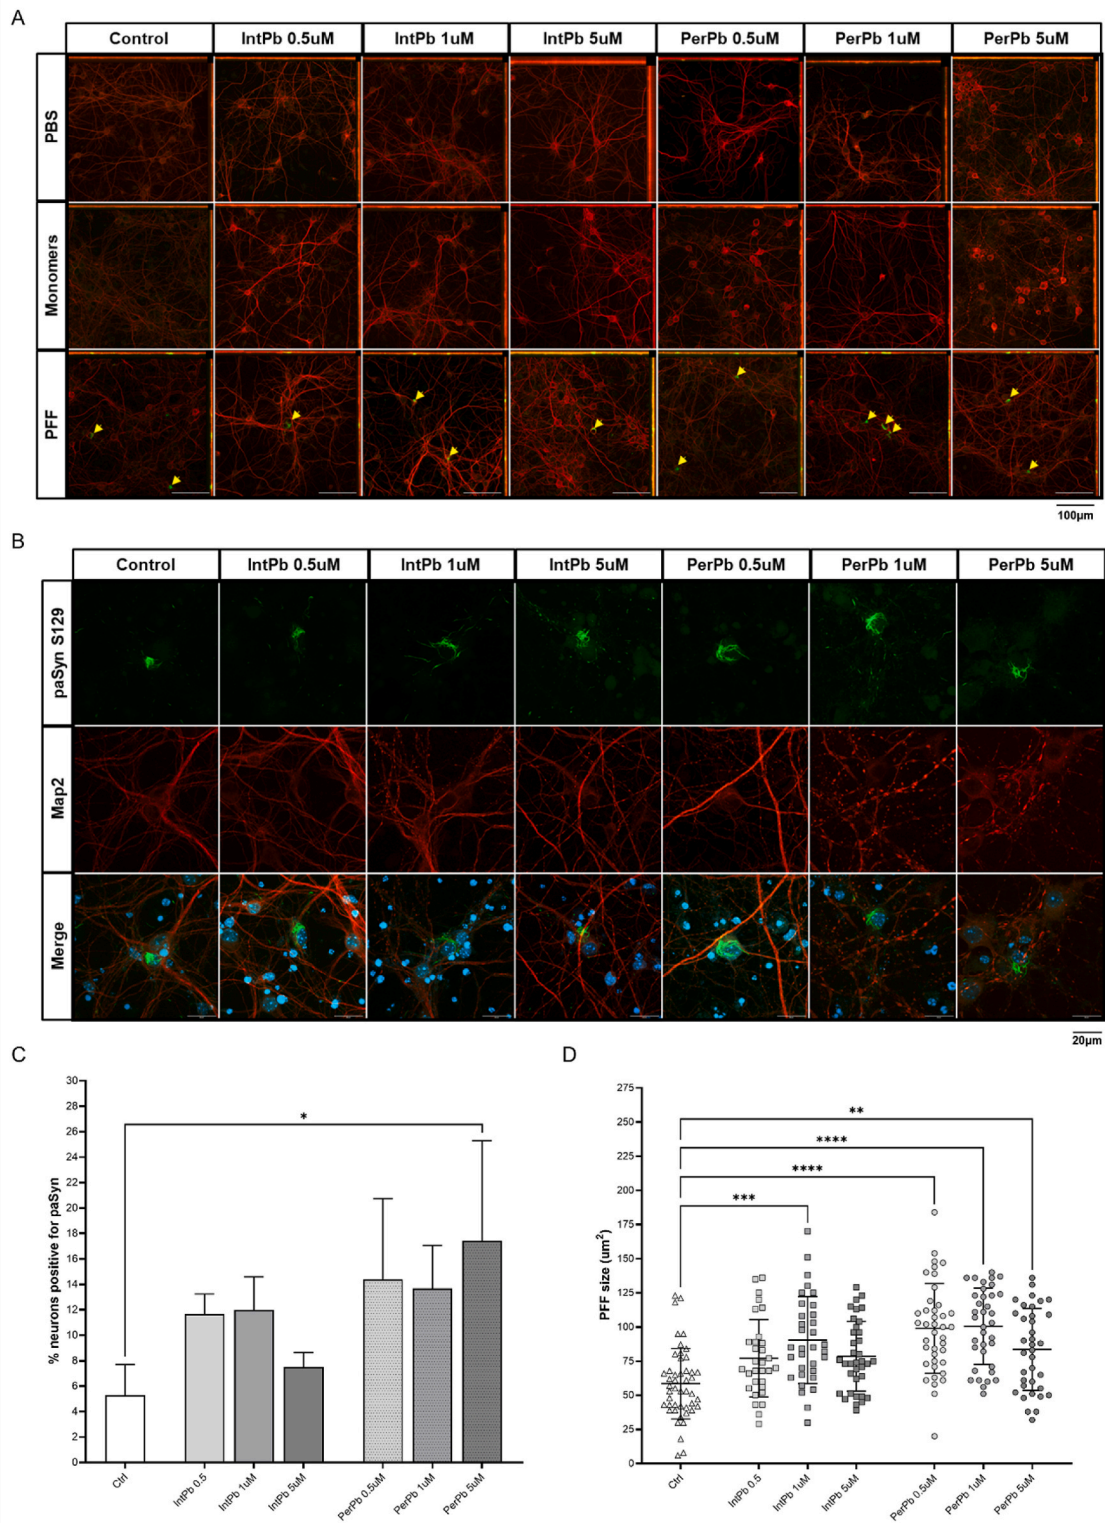 A
Control IntPb 0.5uM IntPb 1uM IntPb 5uM PerPb 0.5uM PerPb 1uM PerPb 5uM
PBS
Monomers
PFF
100µm
B
Control IntPb 0.5uM IntPb 1uM IntPb 5uM PerPb 0.5uM PerPb 1uM PerPb 5uM
paSyn S129
Map2
Merge
20µm
C
% neurons positive for paSyn
30
28
26
24
22
20
18
16
14
12
10
8
6
4
2
0
*
Ctrl IntPb 0.5 IntPb 1uM IntPb 5uM PerPb 0.5uM PerPb 1uM PerPb 5uM
D
PFF size (um²)
275
250
225
200
175
150
125
100
75
50
25
0
**
****
****
***
Ctrl IntPb 0.5 IntPb 1uM IntPb 5uM PerPb 0.5uM PerPb 1uM PerPb 5uM